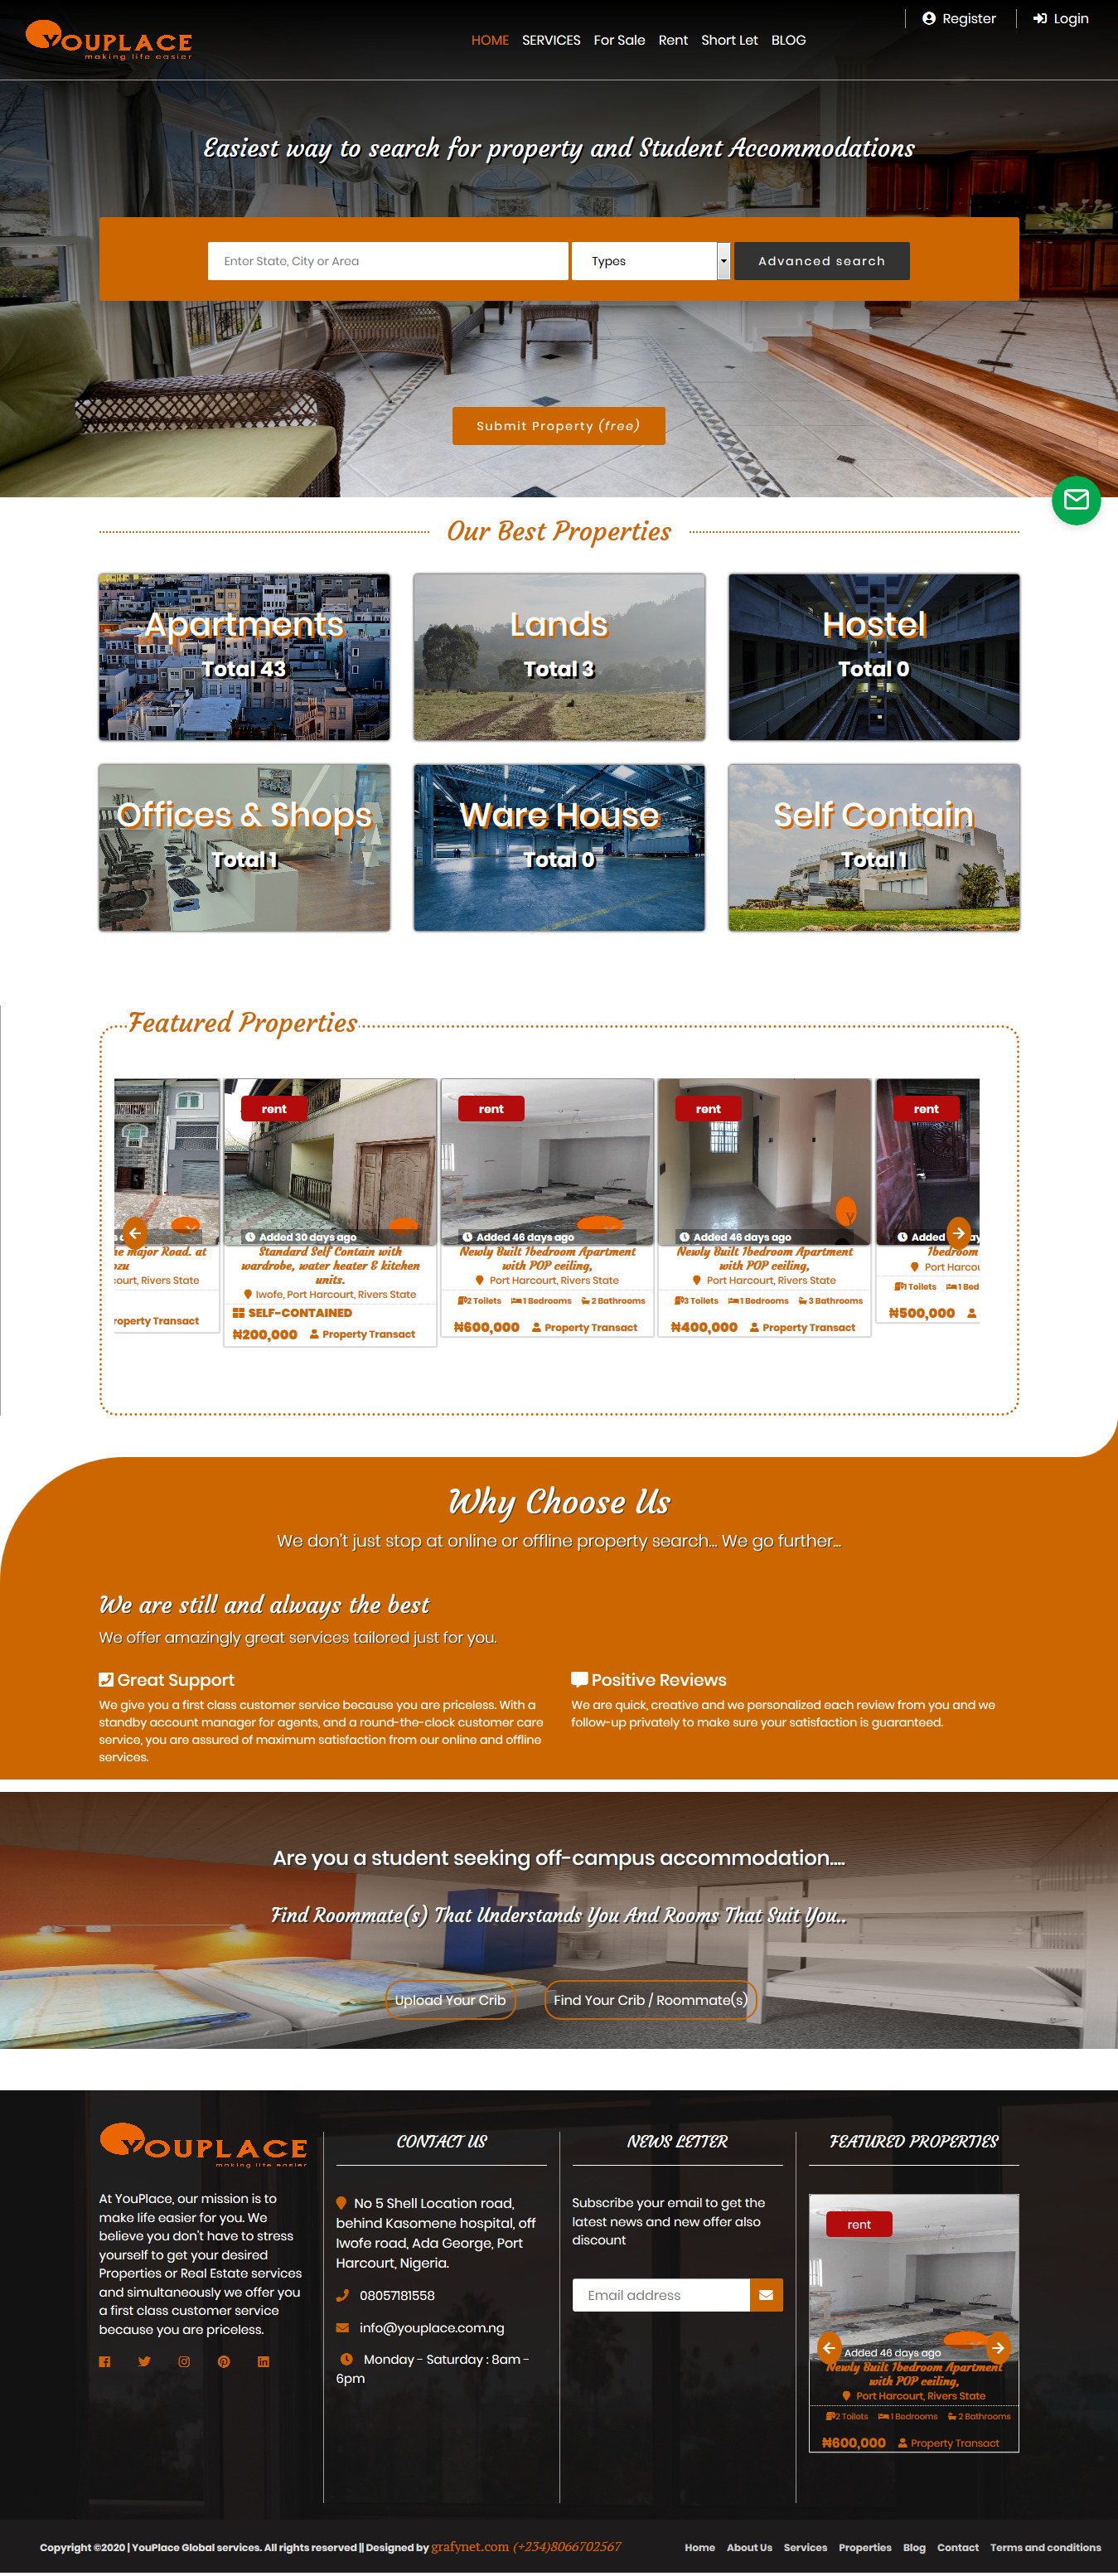 YOUPLACE
making life easier
Register
Login
HOME SERVICES For Sale Rent Short Let BLOG
Easiest way to search for property and Student Accommodations
Enter State, City or Area
Types
Advanced search
Submit Property (free)
Our Best Properties
Apartments
Total 43
Lands
Total 3
Hostel
Total 0
Offices & Shops
Total 1
Ware House
Total 0
Self Contain
Total 1
Featured Properties
major Road. at
court, Rivers State
Property Transact
rent
Added 30 days ago
Standard Self Contain with
wardrobe, water heater & kitchen
units.
Iwofe, Port Harcourt, Rivers State
SELF-CONTAINED
₦200,000 Property Transact
rent
Added 46 days ago
Newly Built 1bedroom Apartment
with POP ceiling,
Port Harcourt, Rivers State
2 Toilets 1 Bedrooms 2 Bathrooms
₦600,000 Property Transact
rent
Added 46 days ago
Newly Built 1bedroom Apartment
with POP ceiling,
Port Harcourt, Rivers State
3 Toilets 1 Bedrooms 3 Bathrooms
₦400,000 Property Transact
rent
Added
1bedroom
Port Harcou
1 Toilets 1 Bed
₦500,000
Why Choose Us
We don't just stop at online or offline property search... We go further...
We are still and always the best
We offer amazingly great services tailored just for you.
Great Support
We give you a first class customer service because you are priceless. With a
standby account manager for agents, and a round-the-clock customer care
service, you are assured of maximum satisfaction from our online and offline
services.
Positive Reviews
We are quick, creative and we personalized each review from you and we
follow-up privately to make sure your satisfaction is guaranteed.
Are you a student seeking off-campus accommodation....
Find Roommate(s) That Understands You And Rooms That Suit You..
Upload Your Crib
Find Your Crib / Roommate(s)
YOUPLACE
making life easier
At YouPlace, our mission is to
make life easier for you. We
believe you don't have to stress
yourself to get your desired
Properties or Real Estate services
and simultaneously we offer you
a first class customer service
because you are priceless.
CONTACT US
No 5 Shell Location road,
behind Kasomene hospital, off
Iwofe road, Ada George, Port
Harcourt, Nigeria.
08057181558
info@youplace.com.ng
Monday - Saturday : 8am -
6pm
NEWS LETTER
Subscribe your email to get the
latest news and new offer also
discount
Email address
FEATURED PROPERTIES
rent
Added 46 days ago
Newly Built 1bedroom Apartment
with POP ceiling,
Port Harcourt, Rivers State
2 Toilets 1 Bedrooms 2 Bathrooms
₦600,000 Property Transact
Copyright ©2020 | YouPlace Global services. All rights reserved || Designed by grafynet.com (+234)8066702567
Home About Us Services Properties Blog Contact Terms and conditions